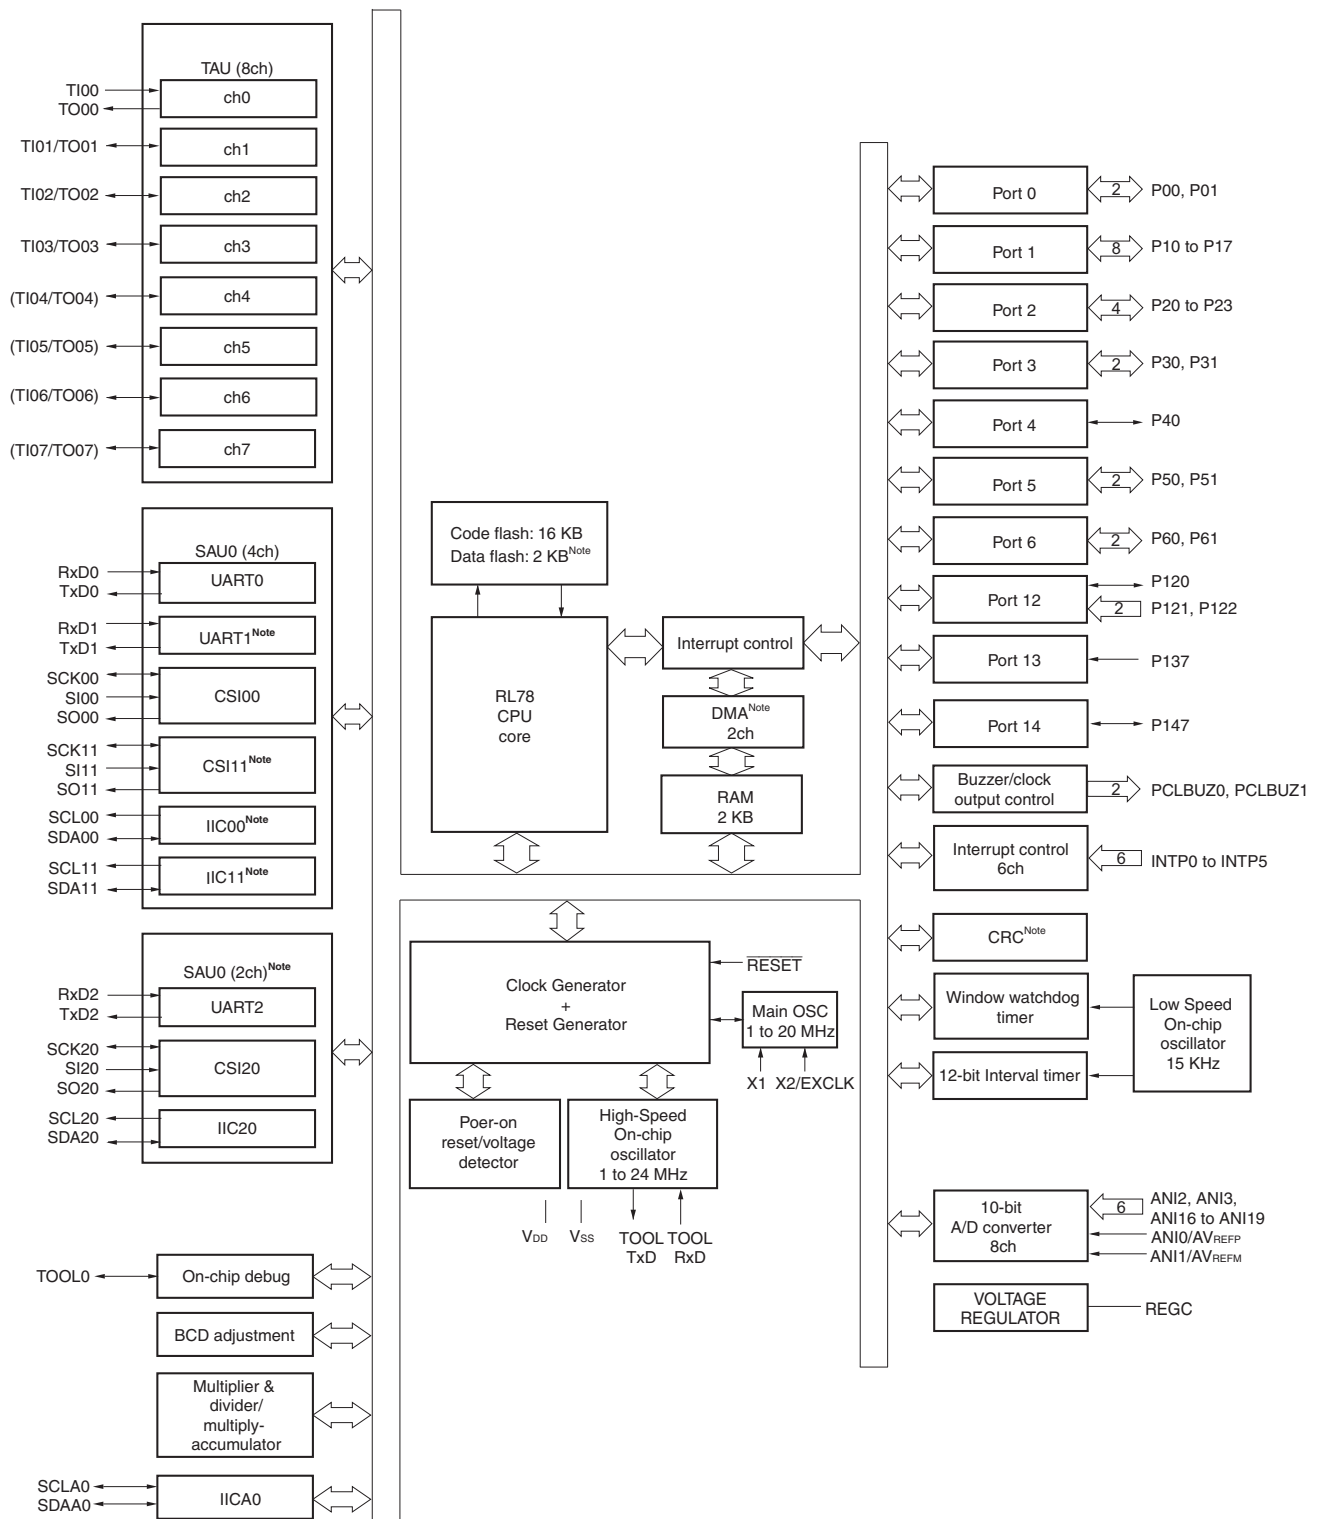 TAU (8ch)
TI00
TO00
ch0
TI01/TO01
ch1
TI02/TO02
ch2
TI03/TO03
ch3
(TI04/TO04)
ch4
(TI05/TO05)
ch5
(TI06/TO06)
ch6
(TI07/TO07)
ch7
SAU0 (4ch)
RxD0
TxD0
UART0
RxD1
TxD1
UART1Note
SCK00
SI00
SO00
CSI00
SCK11
SI11
SO11
CSI11Note
SCL00
SDA00
IIC00Note
SCL11
SDA11
IIC11Note
SAU0 (2ch)Note
RxD2
TxD2
UART2
SCK20
SI20
SO20
CSI20
SCL20
SDA20
IIC20
TOOL0
On-chip debug
BCD adjustment
Multiplier &
divider/
multiply-
accumulator
SCLA0
SDAA0
IICA0
Code flash: 16 KB
Data flash: 2 KBNote
RL78
CPU
core
Interrupt control
DMANote
2ch
RAM
2 KB
Clock Generator
+
Reset Generator
RESET
Main OSC
1 to 20 MHz
X1
X2/EXCLK
Poer-on
reset/voltage
detector
High-Speed
On-chip
oscillator
1 to 24 MHz
VDD
VSS
TOOL
TxD
TOOL
RxD
Port 0
2
P00, P01
Port 1
8
P10 to P17
Port 2
4
P20 to P23
Port 3
2
P30, P31
Port 4
P40
Port 5
2
P50, P51
Port 6
2
P60, P61
Port 12
P120
2
P121, P122
Port 13
P137
Port 14
P147
Buzzer/clock
output control
2
PCLBUZ0, PCLBUZ1
Interrupt control
6ch
6
INTP0 to INTP5
CRCNote
Window watchdog
timer
12-bit Interval timer
Low Speed
On-chip
oscillator
15 KHz
10-bit
A/D converter
8ch
6
ANI2, ANI3,
ANI16 to ANI19
ANI0/AVREFP
ANI1/AVREFM
VOLTAGE
REGULATOR
REGC